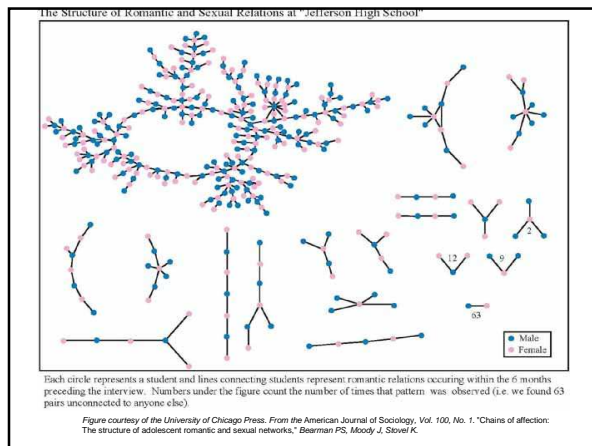 The Structure of Romantic and Sexual Relations at "Jefferson High School"
2
12
9
63
Male
Female
Each circle represents a student and lines connecting students represent romantic relations occuring within the 6 months
preceding the interview. Numbers under the figure count the number of times that pattern was observed (i.e. we found 63
pairs unconnected to anyone else).
Figure courtesy of the University of Chicago Press. From the American Journal of Sociology, Vol. 100, No. 1. "Chains of affection:
The structure of adolescent romantic and sexual networks," Bearman PS, Moody J, Stovel K.